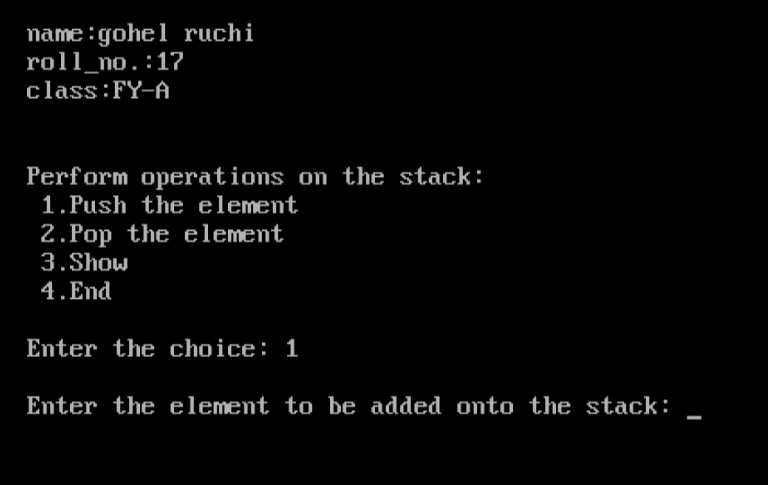 name:gohel ruchi
roll_no.:17
class:FY-A
Perform operations on the stack:
1.Push the element
2.Pop the element
3.Show
4.End
Enter the choice: 1
Enter the element to be added onto the stack: _